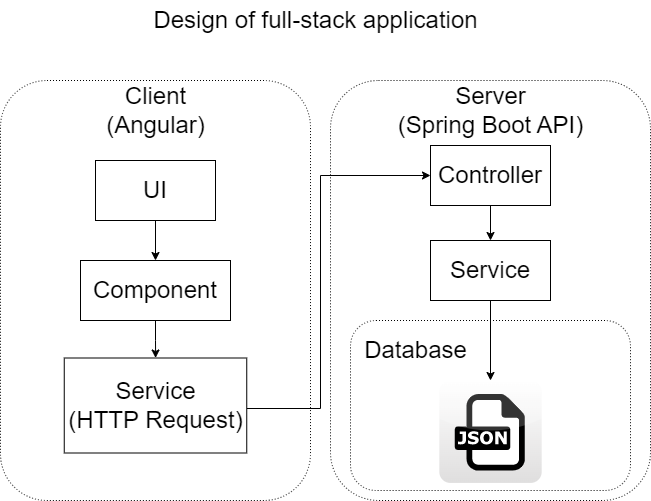 Design of full-stack application
Client
(Angular)
UI
Component
Service
(HTTP Request)
Server
(Spring Boot API)
Controller
Service
Database
JSON